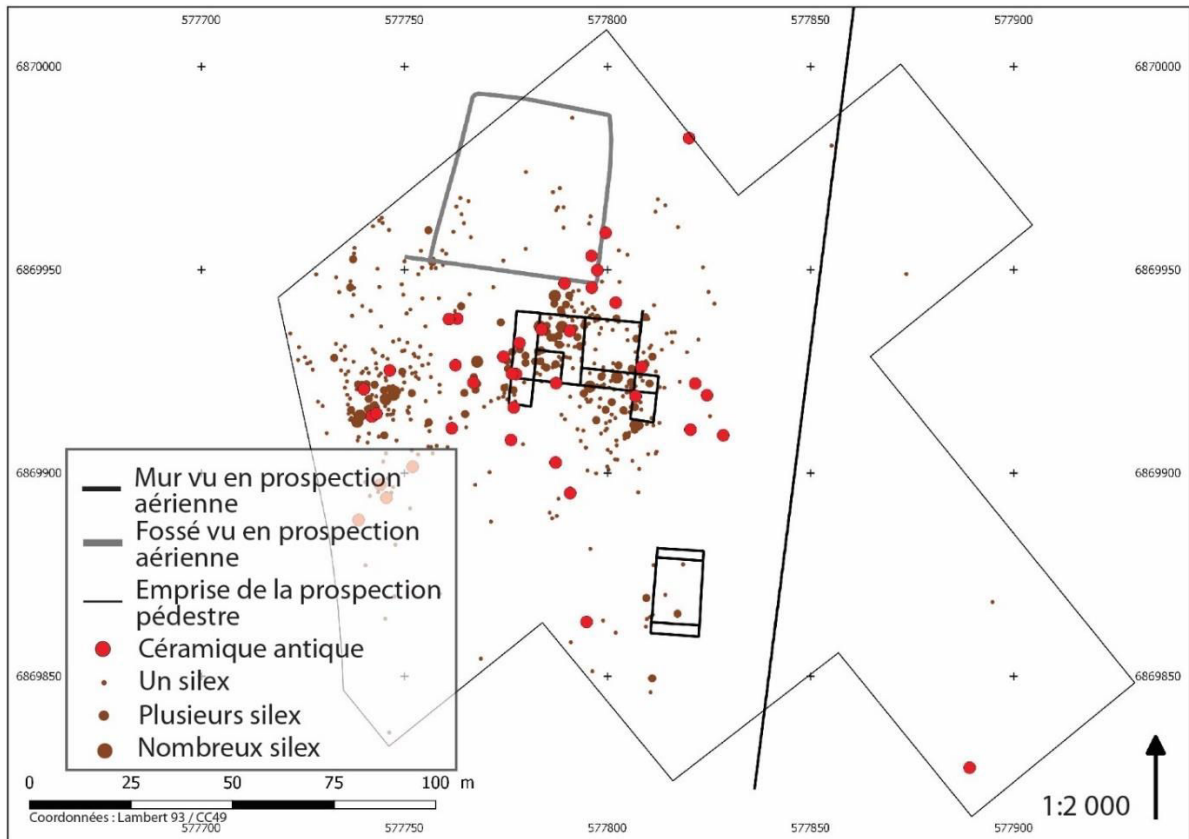 577700 577750 577800 577850 577900
6870000 6870000
6869950 6869950
6869900 6869900
6869850 6869850
Mur vu en prospection
aérienne
Fossé vu en prospection
aérienne
Emprise de la prospection
pédestre
Céramique antique
Un silex
Plusieurs silex
Nombreux silex
0 25 50 75 100 m
Coordonnées : Lambert 93 / CC49
1:2 000
577700 577750 577800 577850 577900